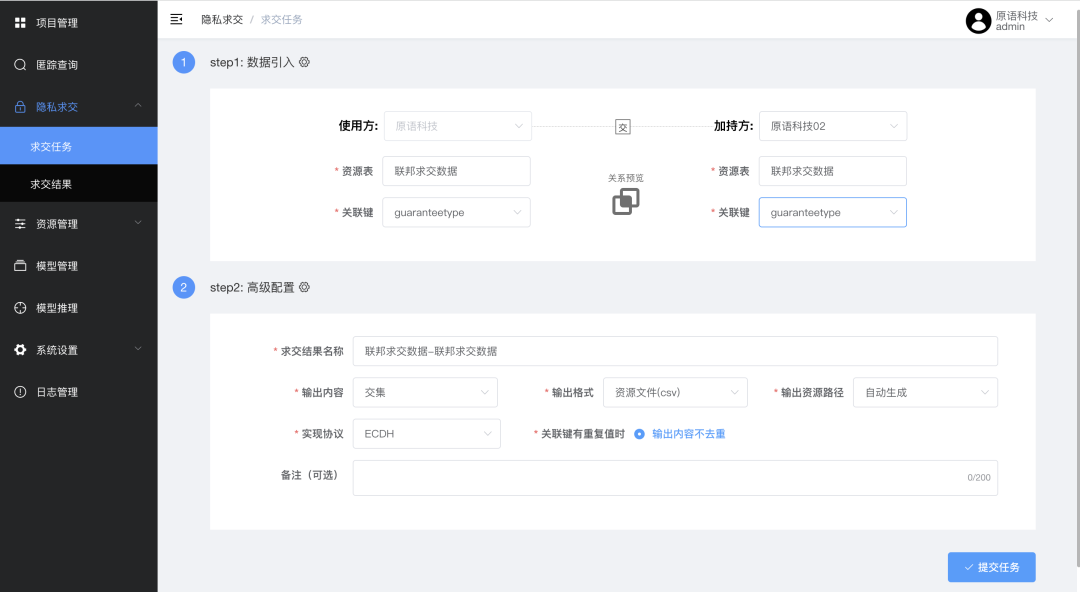 项目管理
匿踪查询
隐私求交
求交任务
求交结果
资源管理
模型管理
模型推理
系统设置
日志管理
隐私求交 / 求交任务
原语科技
admin
1 step1: 数据引入
使用方: 原语科技
交
加持方: 原语科技02
* 资源表 联邦求交数据
关系预览
* 资源表 联邦求交数据
* 关联键 guaranteetype
* 关联键 guaranteetype
2 step2: 高级配置
* 求交结果名称 联邦求交数据-联邦求交数据
* 输出内容 交集
* 输出格式 资源文件(csv)
* 输出资源路径 自动生成
* 实现协议 ECDH
* 关联键有重复值时 输出内容不去重
备注（可选）
0/200
提交任务